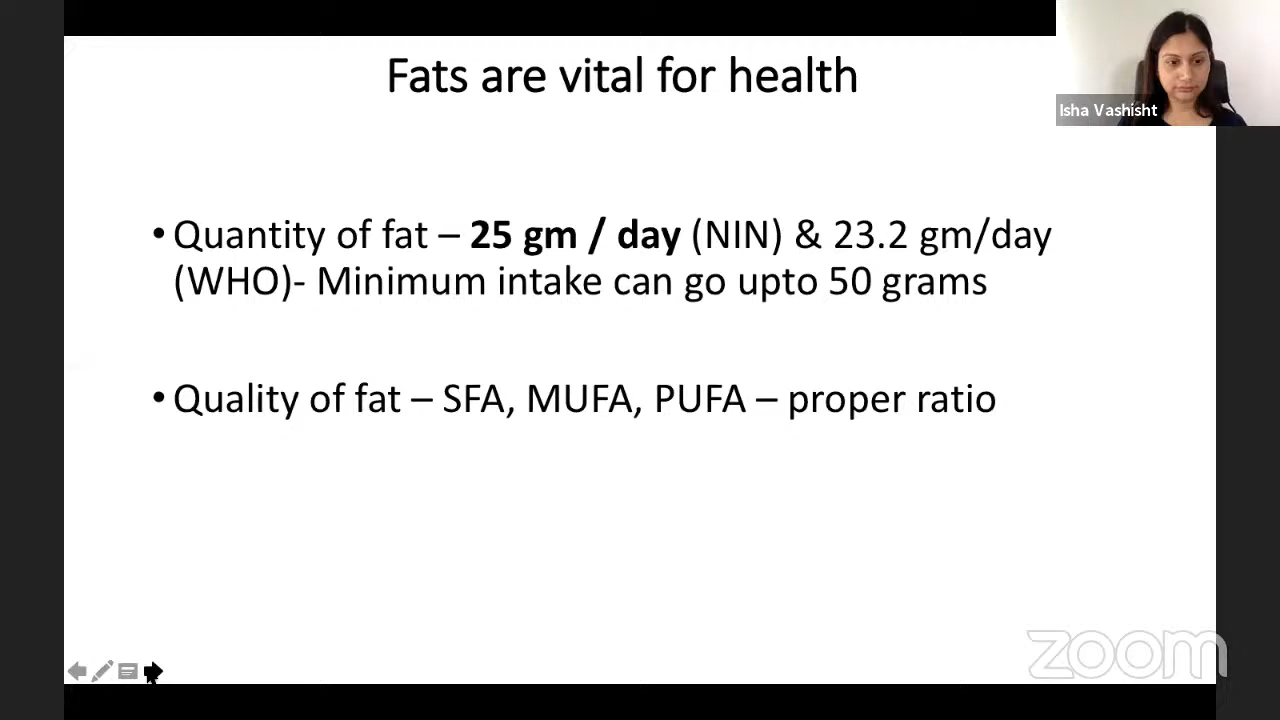 Fats are vital for health
Isha Vashisht
• Quantity of fat – 25 gm / day (NIN) & 23.2 gm/day
(WHO)- Minimum intake can go upto 50 grams
• Quality of fat – SFA, MUFA, PUFA – proper ratio
zoom